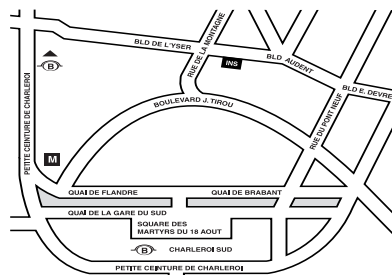 BLD DE L'YSER
RUE DE LA MONTAGNE
INS
BLD AUDENT
B
PETITE CEINTURE DE CHARLEROI
BOULEVARD J. TIROU
RUE DU PONT NEUF
BLD E. DEVRE
M
QUAI DE FLANDRE
QUAI DE BRABANT
QUAI DE LA GARE DU SUD
SQUARE DES
MARTYRS DU 18 AOUT
B
CHARLEROI SUD
PETITE CEINTURE DE CHARLEROI